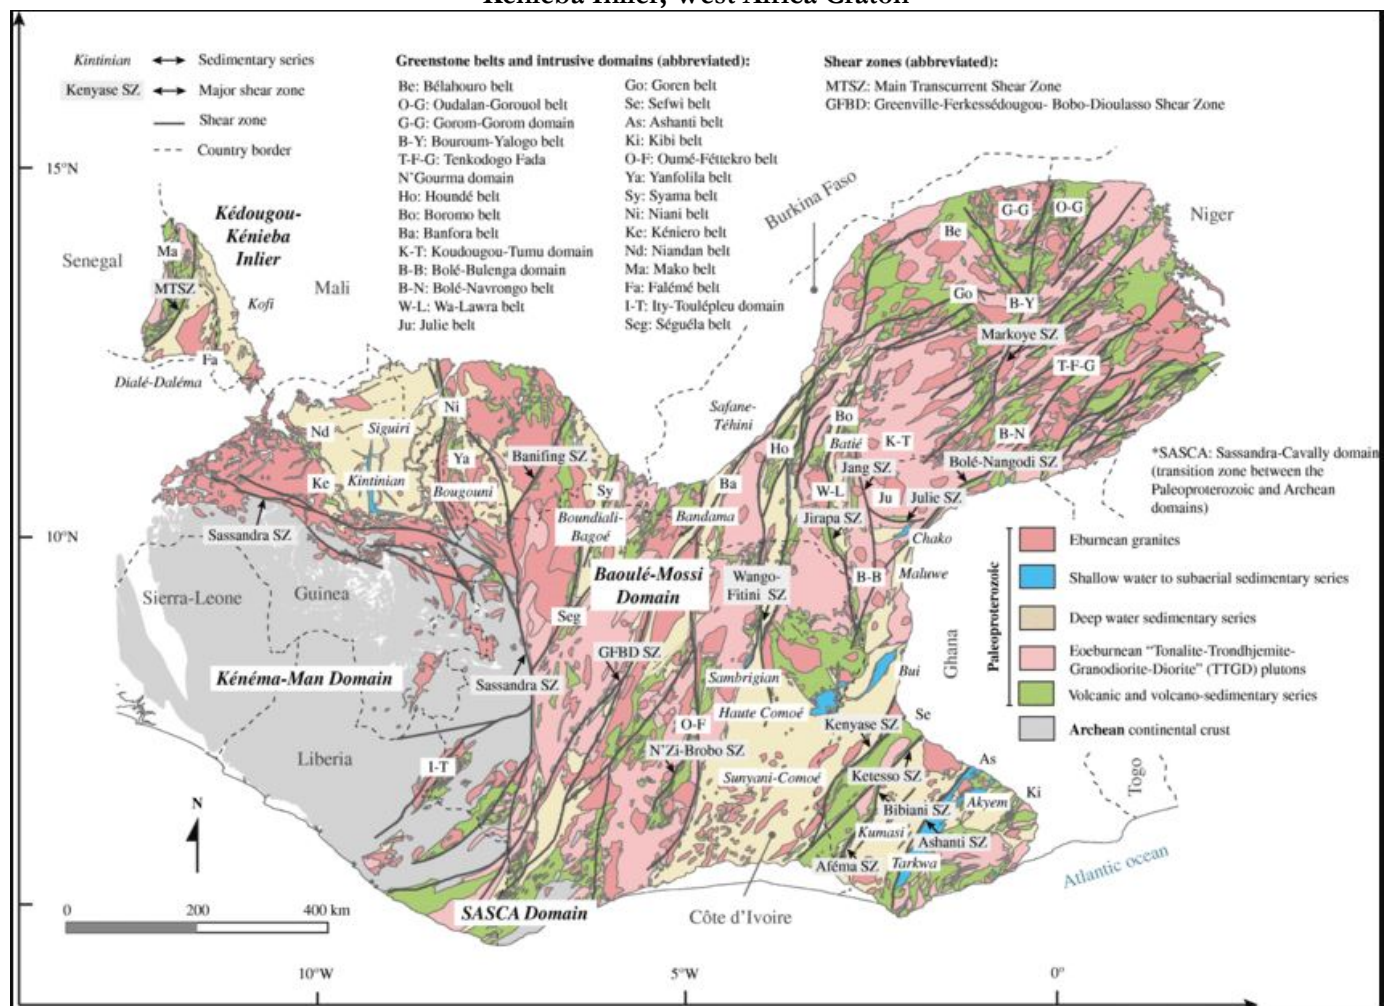 Kénieba Inlier, West Africa Craton
Kintinian
Sedimentary series
Kenyase SZ
Major shear zone
Shear zone
Country border
Greenstone belts and intrusive domains (abbreviated):
Be: Bélahouro belt
O-G: Oudalan-Gorouol belt
G-G: Gorom-Gorom domain
B-Y: Bouroum-Yalogo belt
T-F-G: Tenkodogo Fada
N'Gourma domain
Ho: Houndé belt
Bo: Boromo belt
Ba: Banfora belt
K-T: Koudougou-Tumu domain
B-B: Bolé-Bulenga domain
B-N: Bolé-Navrongo belt
W-L: Wa-Lawra belt
Ju: Julie belt
Go: Goren belt
Se: Sefwi belt
As: Ashanti belt
Ki: Kibi belt
O-F: Oumé-Féttekro belt
Ya: Yanfolila belt
Sy: Syama belt
Ni: Niani belt
Ke: Kéniero belt
Nd: Niandan belt
Ma: Mako belt
Fa: Falémé belt
I-T: Ity-Toulépleu domain
Seg: Séguéla belt
Shear zones (abbreviated):
MTSZ: Main Transcurrent Shear Zone
GFBD: Greenville-Ferkessédougou- Bobo-Dioulasso Shear Zone
15°N
Kédougou-
Kénieba
Inlier
Senegal
Ma
MTSZ
Mali
Kofi
Fa
Dialé-Daléma
Burkina Faso
G-G
O-G
Niger
Be
Go
B-Y
Markoye SZ
T-F-G
Ni
Safane-
Téhini
Bo
Nd
Siguiri
Batié
K-T
B-N
Ho
Ya
Banifing SZ
Jang SZ
Bolé-Nangodi SZ
Ke
Kintinian
Bougouni
Sy
Ba
W-L
Ju
Julie SZ
Sassandra SZ
Boundiali-
Bagoé
Bandama
Jirapa SZ
Chako
10°N
*SASCA: Sassandra-Cavally domain
(transition zone between the
Paleoproterozoic and Archean
domains)
Baoulé-Mossi
Domain
Wango-
Fitini SZ
B-B
Maluwe
Sierra-Leone
Guinea
Seg
GFBD SZ
Ghana
Kénéma-Man Domain
Sassandra SZ
Sambrigian
Bui
Haute Comoé
O-F
Kenyase SZ
Se
N'Zi-Brobo SZ
Liberia
I-T
Sunyani-Comoé
Ketesso SZ
As
Ki
Akyem
Bibiani SZ
Kumasi
Ashanti SZ
Aféma SZ
Tarkwa
Togo
Atlantic ocean
SASCA Domain
Côte d'Ivoire
Paleoproterozoic
Eburnean granites
Shallow water to subaerial sedimentary series
Deep water sedimentary series
Eoeburnean "Tonalite-Trondhjemite-
Granodiorite-Diorite" (TTGD) plutons
Volcanic and volcano-sedimentary series
Archean continental crust
N
0
200
400 km
10°W
5°W
0°